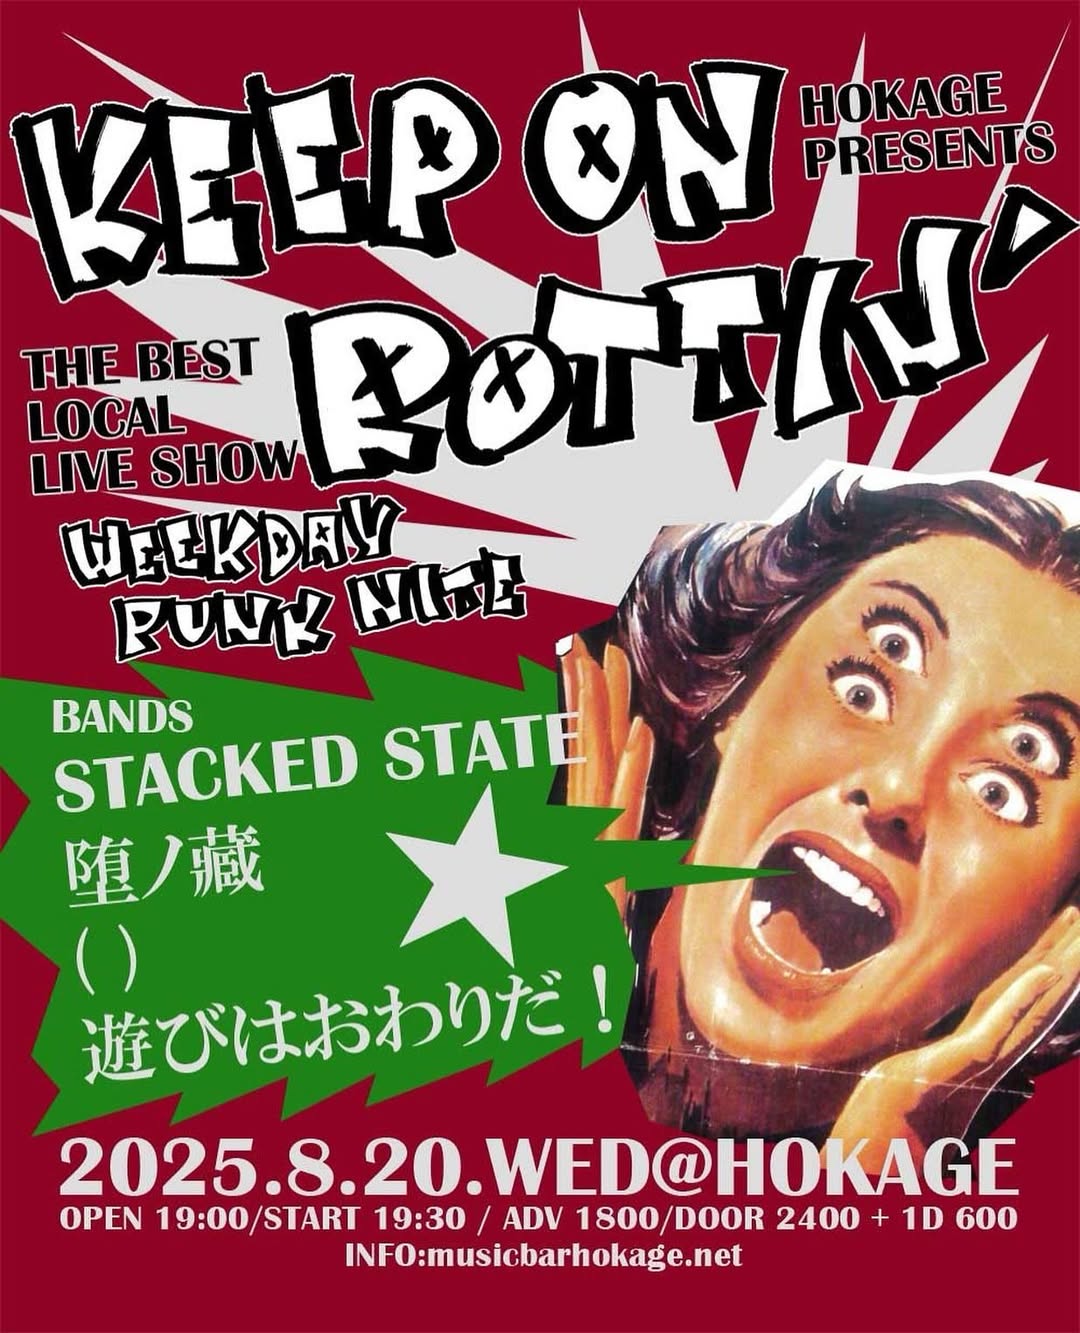 KEEP ON
HOKAGE
PRESENTS
ROTTIN'
THE BEST
LOCAL
LIVE SHOW
WEEKDAY
PUNK NITE
BANDS
STACKED STATE
堕ノ藏
( )
遊びはおわりだ！
2025.8.20.WED@HOKAGE
OPEN 19:00/START 19:30 / ADV 1800/DOOR 2400 + 1D 600
INFO:musicbarhokage.net